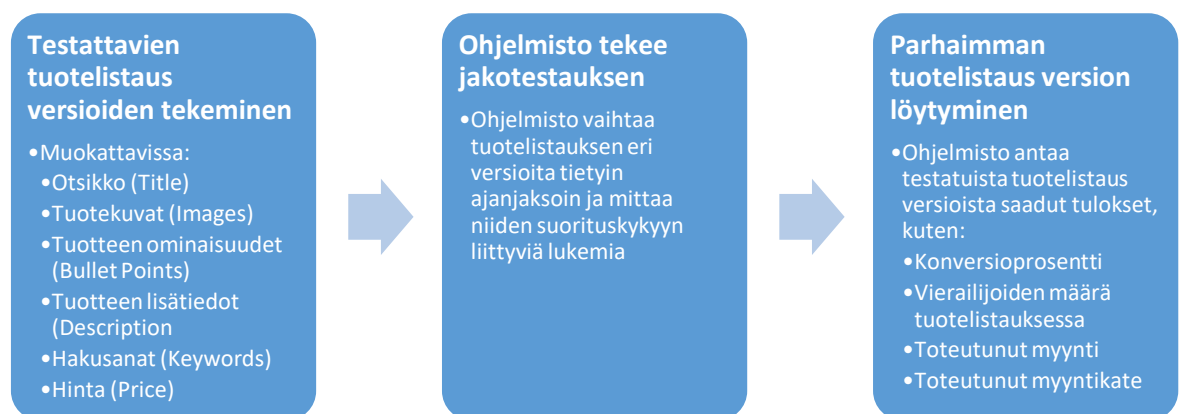 Testattavien
tuotelistaus
versioiden tekeminen
•Muokattavissa:
•Otsikko (Title)
•Tuotekuvat (Images)
•Tuotteen ominaisuudet
(Bullet Points)
•Tuotteen lisätiedot
(Description
•Hakusanat (Keywords)
•Hinta (Price)
Ohjelmisto tekee
jakotestauksen
•Ohjelmisto vaihtaa
tuotelistauksen eri
versioita tietyin
ajanjaksoin ja mittaa
niiden suorituskykyyn
liittyviä lukemia
Parhaimman
tuotelistaus version
löytyminen
•Ohjelmisto antaa
testatuista tuotelistaus
versioista saadut tulokset,
kuten:
•Konversioprosentti
•Vierailijoiden määrä
tuotelistauksessa
•Toteutunut myynti
•Toteutunut myyntikate